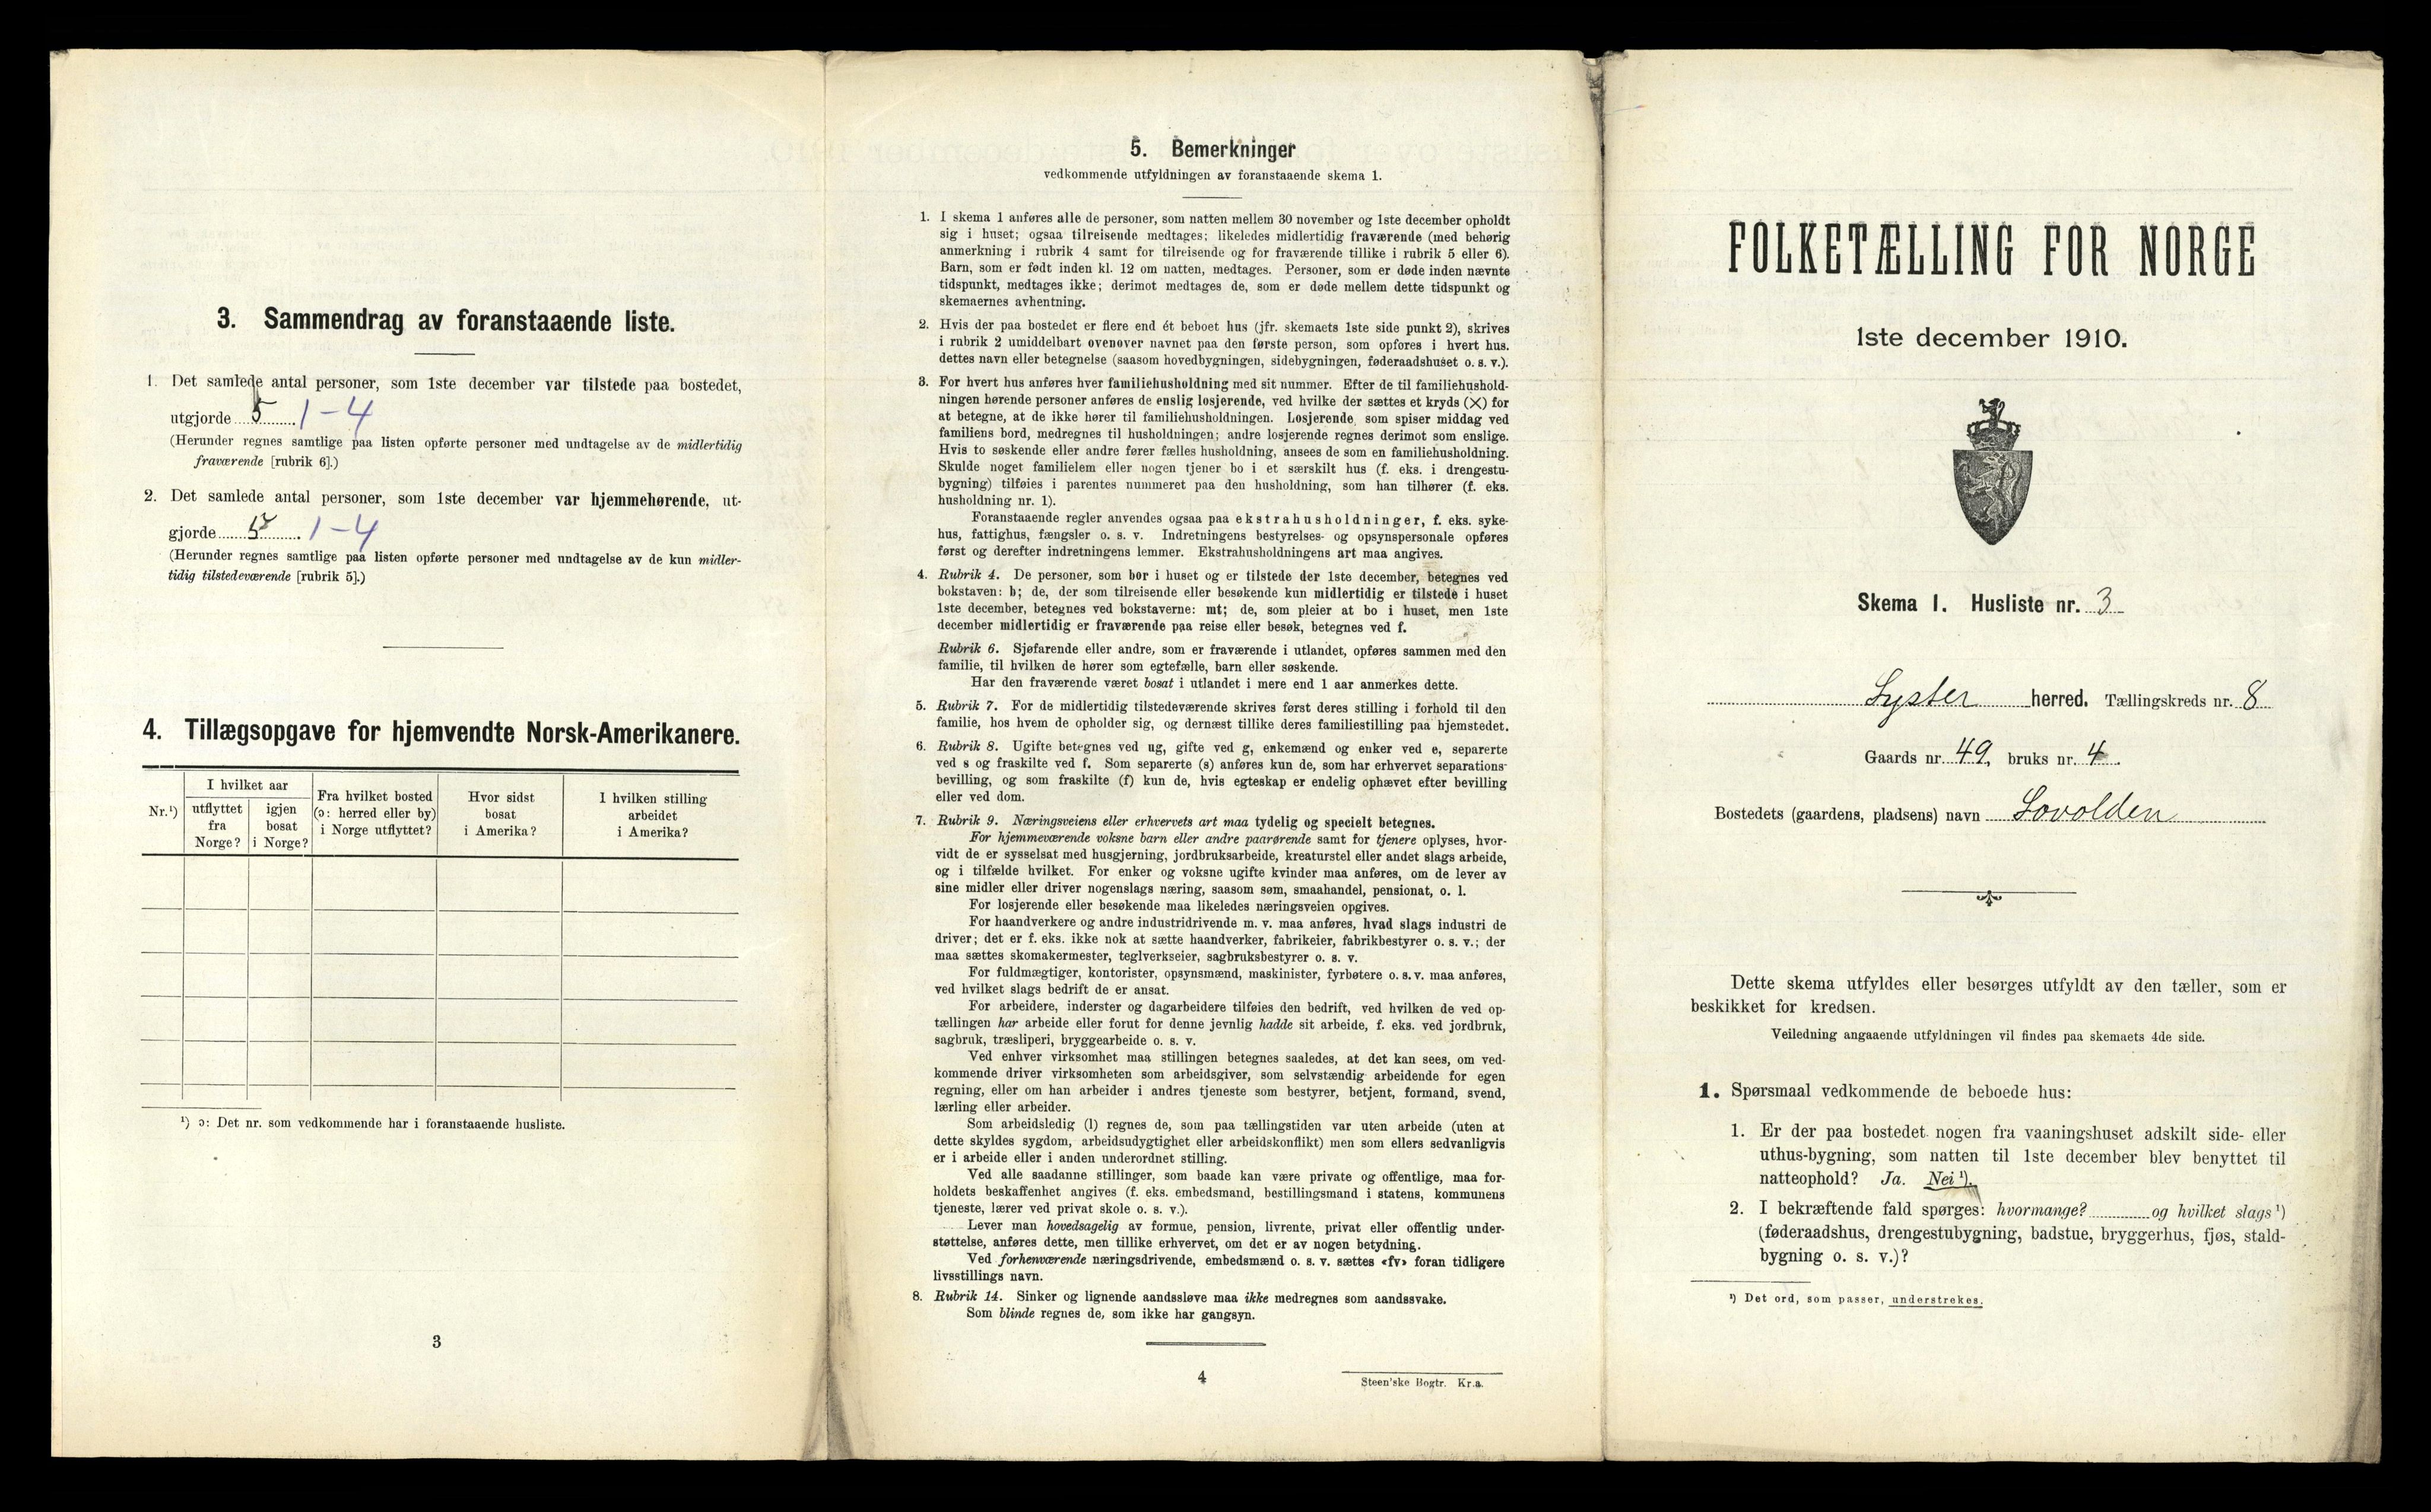 3. Sammendrag av foranstaaende liste.
1. Det samlede antal personer, som 1ste december var tilstede paa bostedet,
utgjorde 5 1-4
(Herunder regnes samtlige paa listen opførte personer med undtagelse av de midlertidig
fraværende [rubrik 6].)
2. Det samlede antal personer, som 1ste december var hjemmehørende, ut-
gjorde 5 1-4
(Herunder regnes samtlige paa listen opførte personer med undtagelse av de kun midler-
tidig tilstedeværende [rubrik 5].)
4. Tillægsopgave for hjemvendte Norsk-Amerikanere.
Nr.¹)
I hvilket aar
utflyttet
fra
Norge?
igjen
bosat
i Norge?
Fra hvilket bosted
(ɔ: herred eller by)
i Norge utflyttet?
Hvor sidst
bosat
i Amerika?
I hvilken stilling
arbeidet
i Amerika?
¹) ɔ: Det nr. som vedkommende har i foranstaaende husliste.
3
5. Bemerkninger
vedkommende utfyldningen av foranstaaende skema 1.
1. I skema 1 anføres alle de personer, som natten mellem 30 november og 1ste december opholdt
sig i huset; ogsaa tilreisende medtages; likeledes midlertidig fraværende (med behørig
anmerkning i rubrik 4 samt for tilreisende og for fraværende tillike i rubrik 5 eller 6).
Barn, som er født inden kl. 12 om natten, medtages. Personer, som er døde inden nævnte
tidspunkt, medtages ikke; derimot medtages de, som er døde mellem dette tidspunkt og
skemaernes avhentning.
2. Hvis der paa bostedet er flere end ét beboet hus (jfr. skemaets 1ste side punkt 2), skrives
i rubrik 2 umiddelbart ovenover navnet paa den første person, som opføres i hvert hus.
dettes navn eller betegnelse (saasom hovedbygningen, sidebygningen, føderaadshuset o. s. v.).
3. For hvert hus anføres hver familiehusholdning med sit nummer. Efter de til familiehushold-
ningen hørende personer anføres de enslig losjerende, ved hvilke der sættes et kryds (×) for
at betegne, at de ikke hører til familiehusholdningen. Losjerende, som spiser middag ved
familiens bord, medregnes til husholdningen; andre losjerende regnes derimot som enslige.
Hvis to søskende eller andre fører fælles husholdning, ansees de som en familiehusholdning.
Skulde noget familielem eller nogen tjener bo i et særskilt hus (f. eks. i drengestu-
bygning) tilføies i parentes nummeret paa den husholdning, som han tilhører (f. eks.
husholdning nr. 1).
Foranstaaende regler anvendes ogsaa paa ekstrahusholdninger, f. eks. syke-
hus, fattighus, fængsler o. s. v. Indretningens bestyrelses- og opsynspersonale opføres
først og derefter indretningens lemmer. Ekstrahusholdningens art maa angives.
4. Rubrik 4. De personer, som bor i huset og er tilstede der 1ste december, betegnes ved
bokstaven: b; de, der som tilreisende eller besøkende kun midlertidig er tilstede i huset
1ste december, betegnes ved bokstaverne: mt; de, som pleier at bo i huset, men 1ste
december midlertidig er fraværende paa reise eller besøk, betegnes ved f.
Rubrik 6. Sjøfarende eller andre, som er fraværende i utlandet, opføres sammen med den
familie, til hvilken de hører som egtefælle, barn eller søskende.
Har den fraværende været bosat i utlandet i mere end 1 aar anmerkes dette.
5. Rubrik 7. For de midlertidig tilstedeværende skrives først deres stilling i forhold til den
familie, hos hvem de opholder sig, og dernæst tillike deres familiestilling paa hjemstedet.
6. Rubrik 8. Ugifte betegnes ved ug, gifte ved g, enkemænd og enker ved e, separerte
ved s og fraskilte ved f. Som separerte (s) anføres kun de, som har erhvervet separations-
bevilling, og som fraskilte (f) kun de, hvis egteskap er endelig ophævet efter bevilling
eller ved dom.
7. Rubrik 9. Næringsveiens eller erhvervets art maa tydelig og specielt betegnes.
For hjemmeværende voksne barn eller andre paarørende samt for tjenere oplyses, hvor-
vidt de er sysselsat med husgjerning, jordbruksarbeide, kreaturstel eller andet slags arbeide,
og i tilfælde hvilket. For enker og voksne ugifte kvinder maa anføres, om de lever av
sine midler eller driver nogenslags næring, saasom søm, smaahandel, pensionat, o. l.
For losjerende eller besøkende maa likeledes næringsveien opgives.
For haandverkere og andre industridrivende m. v. maa anføres, hvad slags industri de
driver; det er f. eks. ikke nok at sætte haandverker, fabrikeier, fabrikbestyrer o. s. v.; der
maa sættes skomakermester, teglverkseier, sagbruksbestyrer o. s. v.
For fuldmægtiger, kontorister, opsynsmænd, maskinister, fyrbøtere o. s. v. maa anføres,
ved hvilket slags bedrift de er ansat.
For arbeidere, inderster og dagarbeidere tilføies den bedrift, ved hvilken de ved op-
tællingen har arbeide eller forut for denne jevnlig hadde sit arbeide, f. eks. ved jordbruk,
sagbruk, træsliperi, bryggearbeide o. s. v.
Ved enhver virksomhet maa stillingen betegnes saaledes, at det kan sees, om ved-
kommende driver virksomheten som arbeidsgiver, som selvstændig arbeidende for egen
regning, eller om han arbeider i andres tjeneste som bestyrer, betjent, formand, svend,
lærling eller arbeider.
Som arbeidsledig (l) regnes de, som paa tællingstiden var uten arbeide (uten at
dette skyldes sygdom, arbeidsudygtighet eller arbeidskonflikt) men som ellers sedvanligvis
er i arbeide eller i anden underordnet stilling.
Ved alle saadanne stillinger, som baade kan være private og offentlige, maa for-
holdets beskaffenhet angives (f. eks. embedsmand, bestillingsmand i statens, kommunens
tjeneste, lærer ved privat skole o. s. v.).
Lever man hovedsagelig av formue, pension, livrente, privat eller offentlig under-
støttelse, anføres dette, men tillike erhvervet, om det er av nogen betydning.
Ved forhenværende næringsdrivende, embedsmænd o. s. v. sættes «fv» foran tidligere
livsstillings navn.
8. Rubrik 14. Sinker og lignende aandssløve maa ikke medregnes som aandssvake.
Som blinde regnes de, som ikke har gangsyn.
4
Steen'ske Bogtr. Kr.a.
FOLKETÆLLING FOR NORGE
1ste december 1910.
Skema 1. Husliste nr. 3
Lyster herred. Tællingskreds nr. 8
Gaards nr. 49, bruks nr. 4.
Bostedets (gaardens, pladsens) navn Lovolden
Dette skema utfyldes eller besørges utfyldt av den tæller, som er
beskikket for kredsen.
Veiledning angaaende utfyldningen vil findes paa skemaets 4de side.
1. Spørsmaal vedkommende de beboede hus:
1. Er der paa bostedet nogen fra vaaningshuset adskilt side- eller
uthus-bygning, som natten til 1ste december blev benyttet til
natteophold? Ja. Nei ¹).
2. I bekræftende fald spørges: hvormange? og hvilket slags ¹)
(føderaadshus, drengestubygning, badstue, bryggerhus, fjøs, stald-
bygning o. s. v.)?
¹) Det ord, som passer, understrekes.